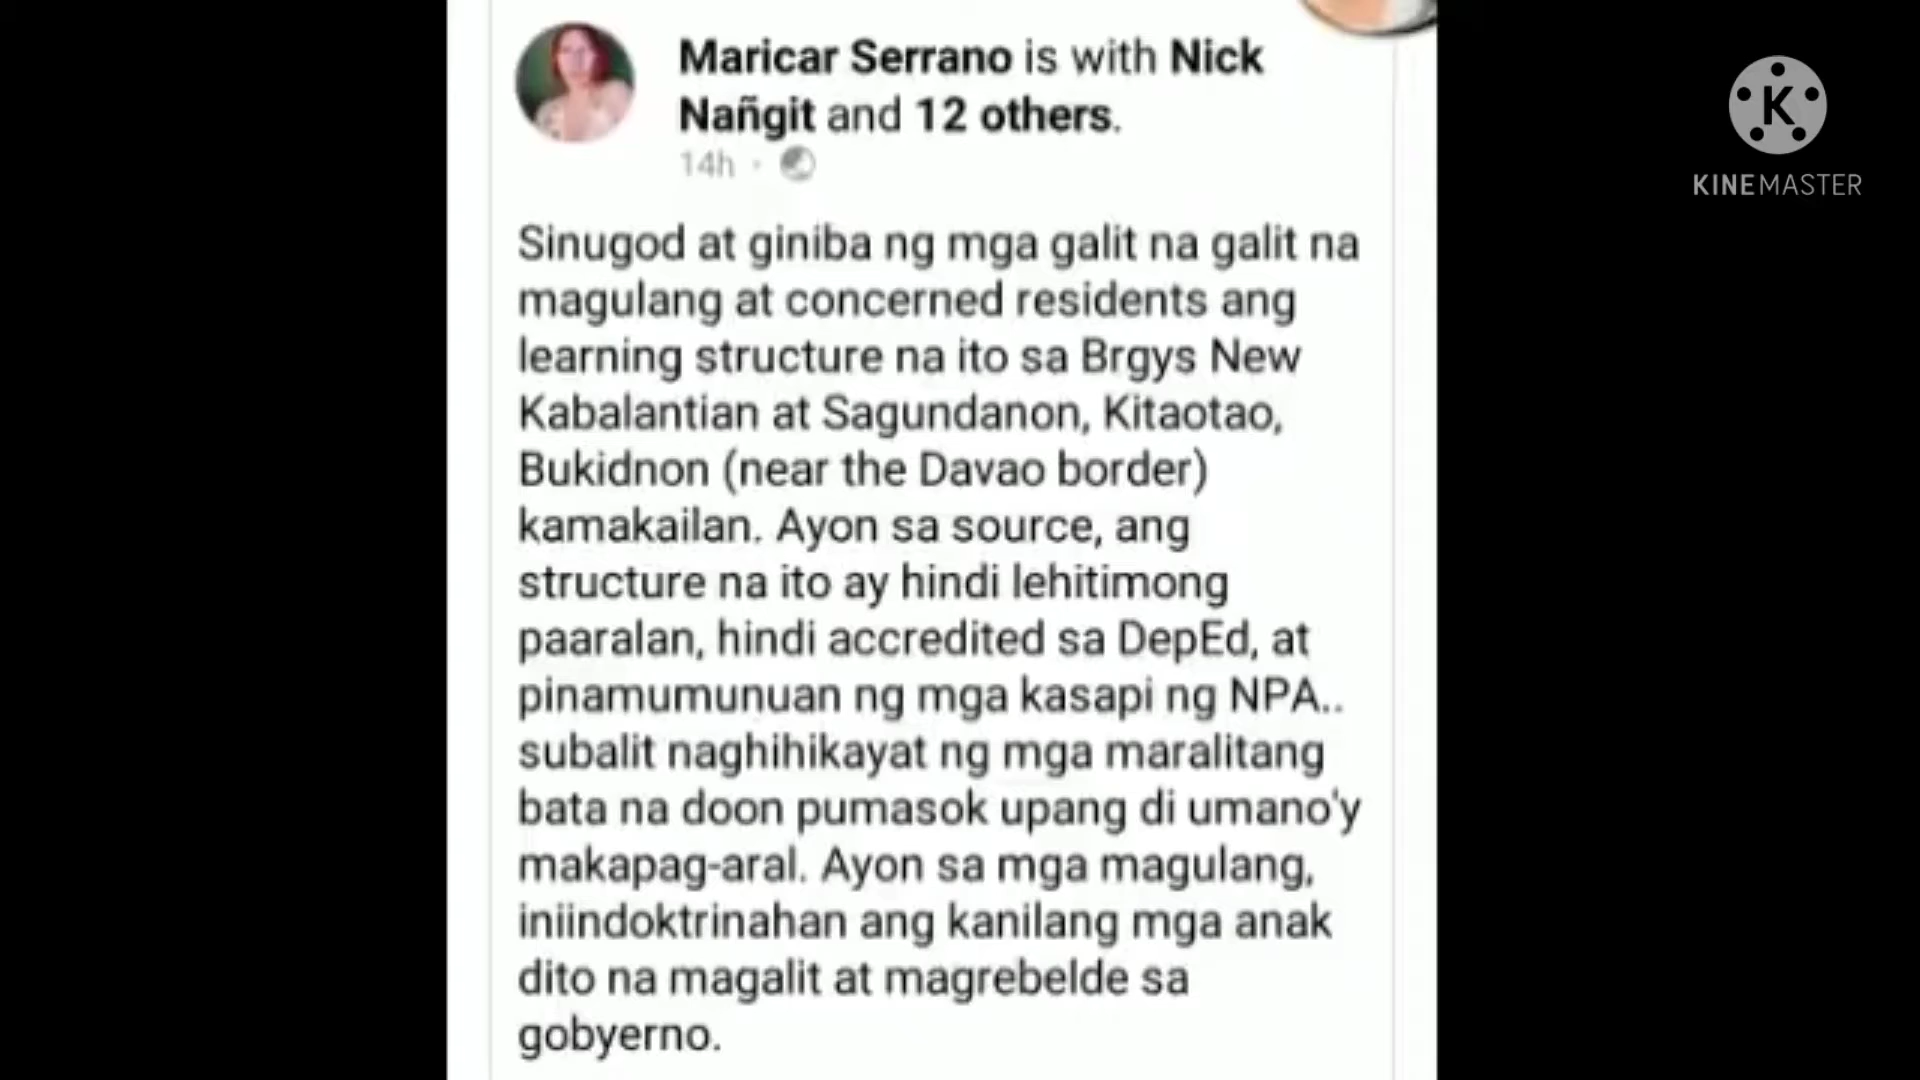 Maricar Serrano is with Nick
Nañgit and 12 others.
14h ·
Sinugod at giniba ng mga galit na galit na
magulang at concerned residents ang
learning structure na ito sa Brgys New
Kabalantian at Sagundanon, Kitaotao,
Bukidnon (near the Davao border)
kamakailan. Ayon sa source, ang
structure na ito ay hindi lehitimong
paaralan, hindi accredited sa DepEd, at
pinamumunuan ng mga kasapi ng NPA..
subalit naghihikayat ng mga maralitang
bata na doon pumasok upang di umano'y
makapag-aral. Ayon sa mga magulang,
iniindoktrinahan ang kanilang mga anak
dito na magalit at magrebelde sa
gobyerno.
K
KINEMASTER